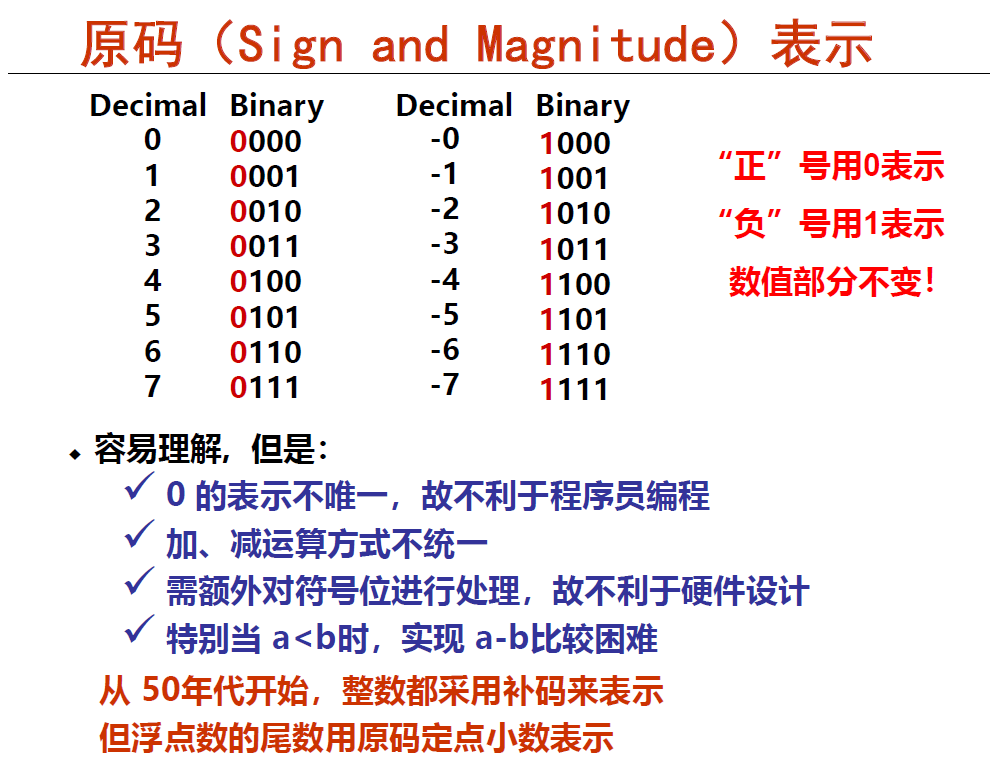 原码（Sign and Magnitude）表示
Decimal Binary Decimal Binary
0 0000 -0 1000
1 0001 -1 1001
2 0010 -2 1010
3 0011 -3 1011
4 0100 -4 1100
5 0101 -5 1101
6 0110 -6 1110
7 0111 -7 1111
“正”号用0表示
“负”号用1表示
数值部分不变！
◆ 容易理解, 但是：
✓ 0 的表示不唯一，故不利于程序员编程
✓ 加、减运算方式不统一
✓ 需额外对符号位进行处理，故不利于硬件设计
✓ 特别当 a<b时，实现 a-b比较困难
从 50年代开始，整数都采用补码来表示
但浮点数的尾数用原码定点小数表示